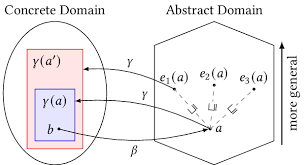 Concrete Domain
Abstract Domain
γ(a′)
γ(a)
b
γ
γ
β
e₁(a)
e₂(a)
e₃(a)
a
more general